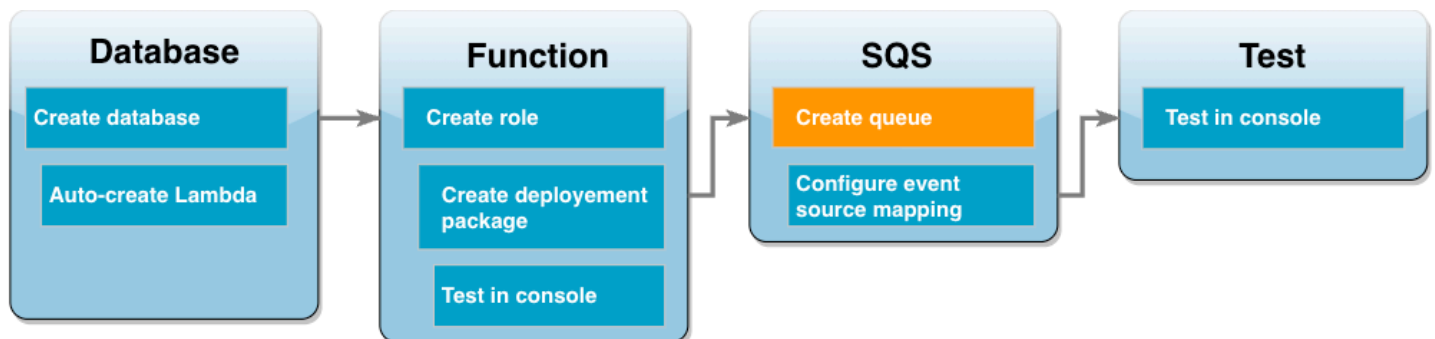 Database
Create database
Auto-create Lambda
Function
Create role
Create deployement
package
Test in console
SQS
Create queue
Configure event
source mapping
Test
Test in console